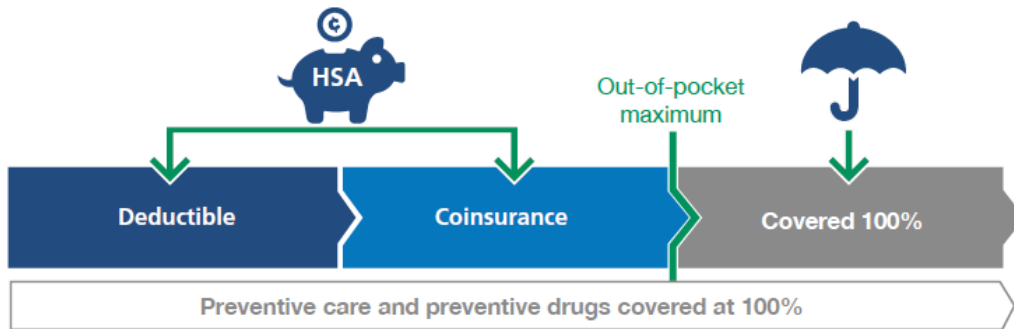 HSA
Out-of-pocket
maximum
Deductible
Coinsurance
Covered 100%
Preventive care and preventive drugs covered at 100%